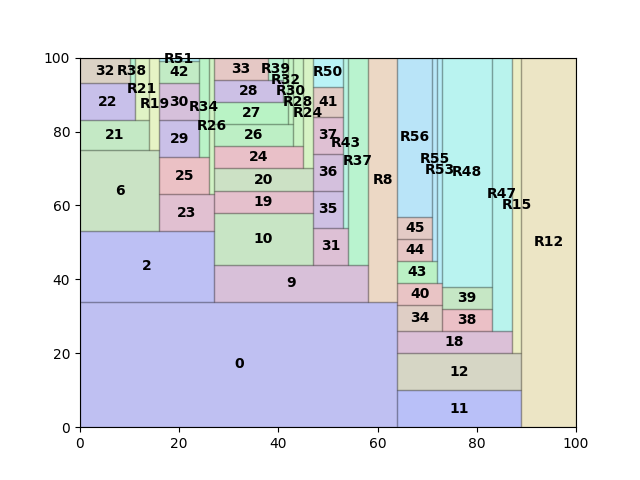 100
R51
32 R38 42 33 R39 R50
R21 R32
22 R19 30 28 R30 41
R34 R28
R24
21 29 R26 27 37 R56
26 R43
80
25 24 36 R37 R55
R53 R48
6 20 R8
23 19 35 R47
R15
60
2 10 31 45 R12
44
9 43
40
40 39
34 38
0 18
20
12
11
0
0 20 40 60 80 100